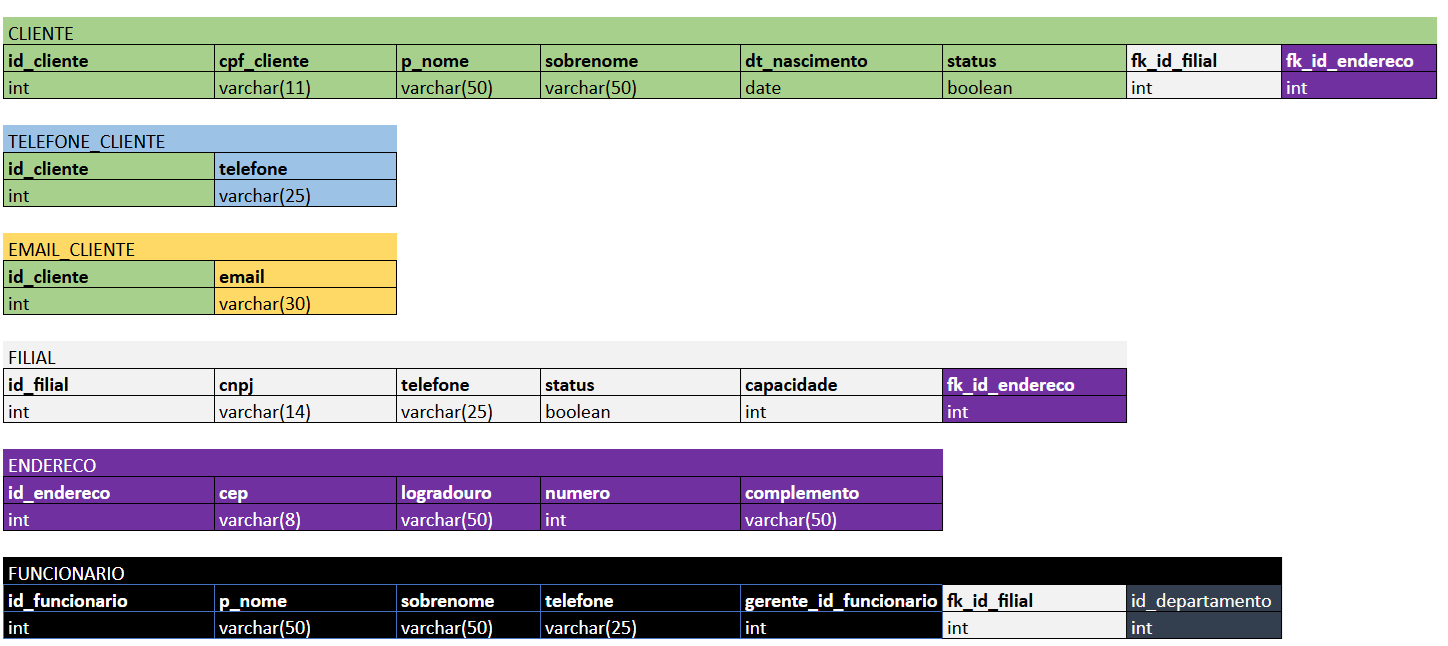 CLIENTE
id_cliente cpf_cliente p_nome sobrenome dt_nascimento status fk_id_filial fk_id_endereco
int varchar(11) varchar(50) varchar(50) date boolean int int
TELEFONE_CLIENTE
id_cliente telefone
int varchar(25)
EMAIL_CLIENTE
id_cliente email
int varchar(30)
FILIAL
id_filial cnpj telefone status capacidade fk_id_endereco
int varchar(14) varchar(25) boolean int int
ENDERECO
id_endereco cep logradouro numero complemento
int varchar(8) varchar(50) int varchar(50)
FUNCIONARIO
id_funcionario p_nome sobrenome telefone gerente_id_funcionario fk_id_filial id_departamento
int varchar(50) varchar(50) varchar(25) int int int